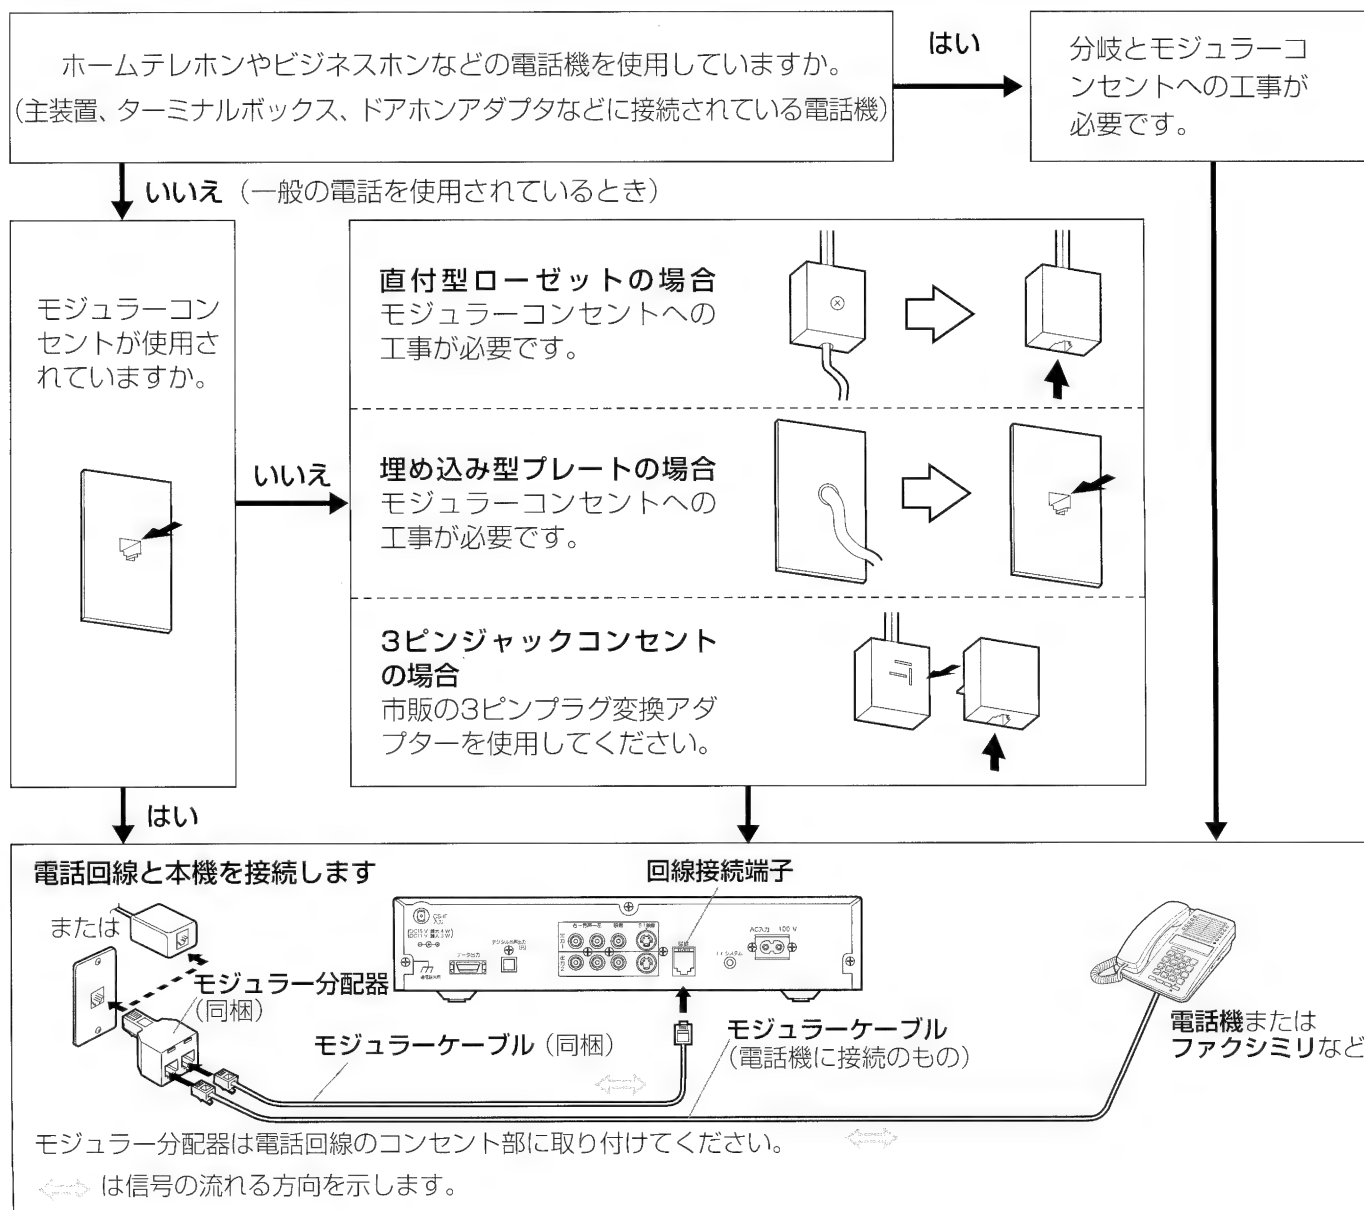 ホームテレホンやビジネスホンなどの電話機を使用していますか。
(主装置、ターミナルボックス、ドアホンアダプタなどに接続されている電話機)
はい
分岐とモジュラーコ
ンセントへの工事が
必要です。
いいえ（一般の電話を使用されているとき）
モジュラーコン
セントが使用さ
れていますか。
いいえ
直付型ローゼットの場合
モジュラーコンセントへの
工事が必要です。
埋め込み型プレートの場合
モジュラーコンセントへの
工事が必要です。
3ピンジャックコンセント
の場合
市販の3ピンプラグ変換アダ
プターを使用してください。
はい
電話回線と本機を接続します
または
回線接続端子
AC入力 100 V
データ出力
モジュラー分配器
(同梱)
モジュラーケーブル（同梱）
モジュラーケーブル
(電話機に接続のもの)
電話機または
ファクシミリなど
モジュラー分配器は電話回線のコンセント部に取り付けてください。
は信号の流れる方向を示します。